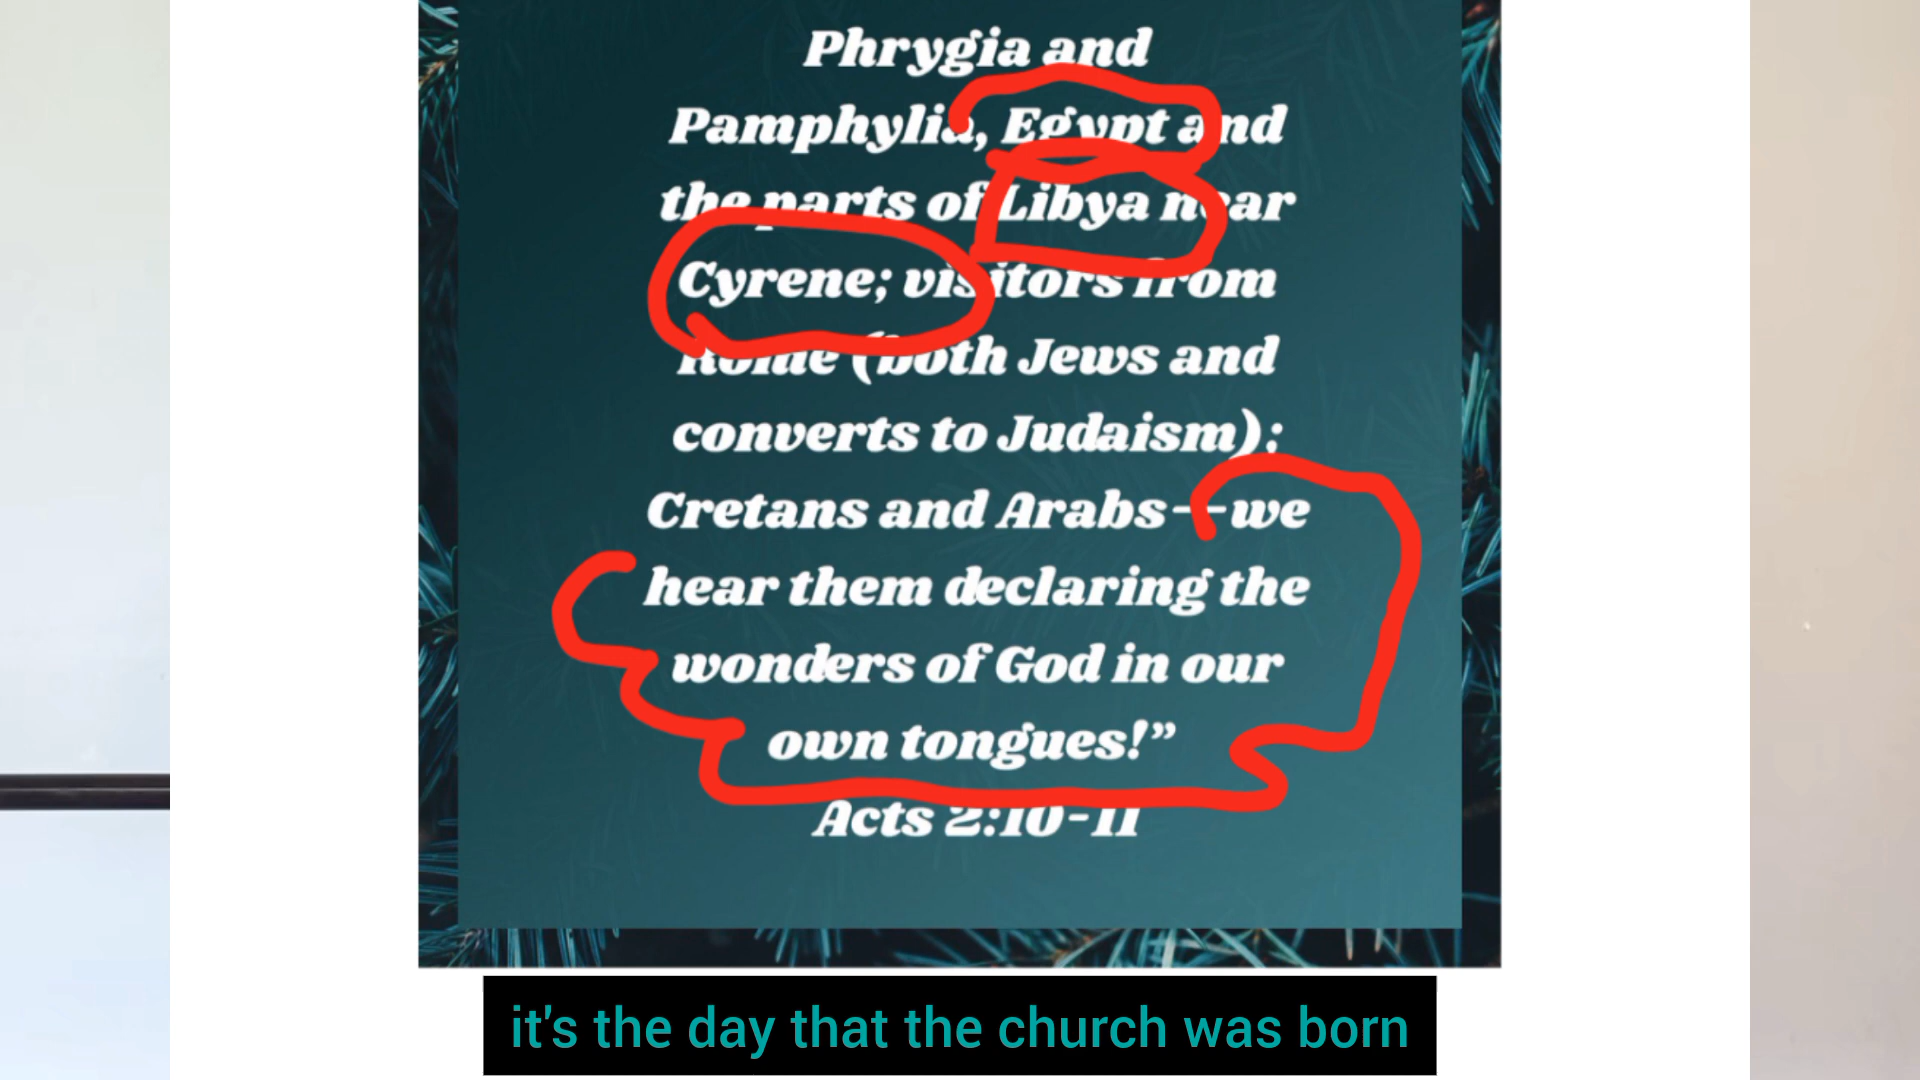 Phrygia and
Pamphylia, Egypt and
the parts of Libya near
Cyrene; visitors from
Rome (both Jews and
converts to Judaism);
Cretans and Arabs--we
hear them declaring the
wonders of God in our
own tongues!”
Acts 2:10-11
it's the day that the church was born